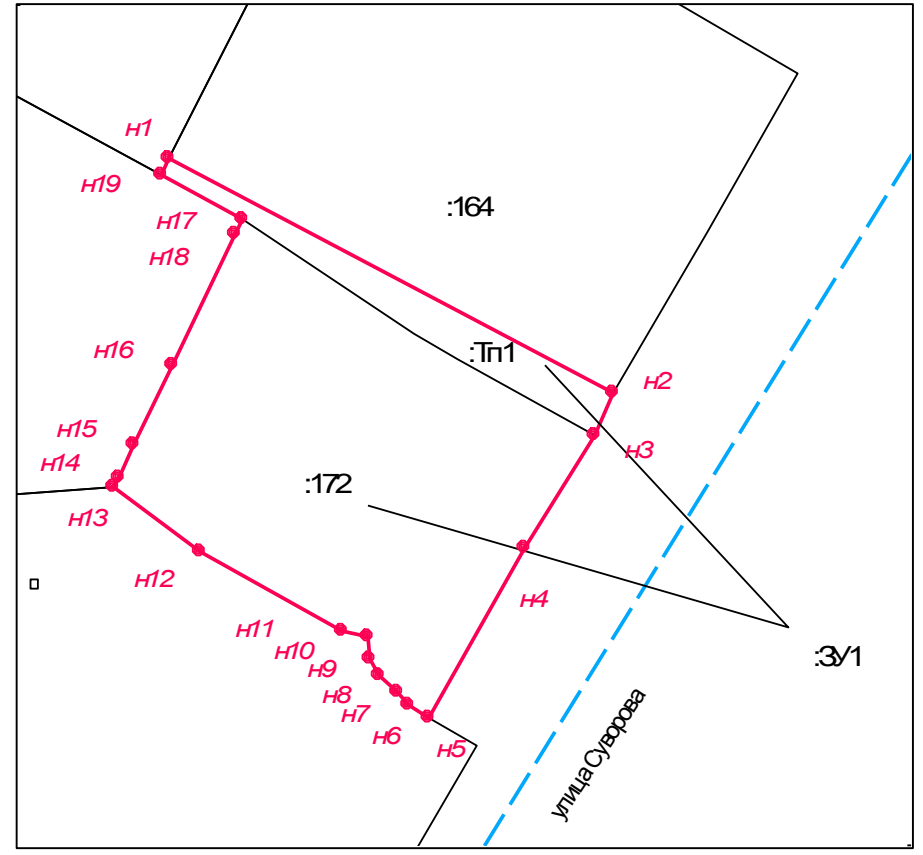 н1
н19
:164
н17
н18
:Тп1
н16
н2
н15
н3
н14
:172
н13
н12
н4
н11
н10
:ЗУ1
н9
н8
н7
н6
н5
улица Суворова